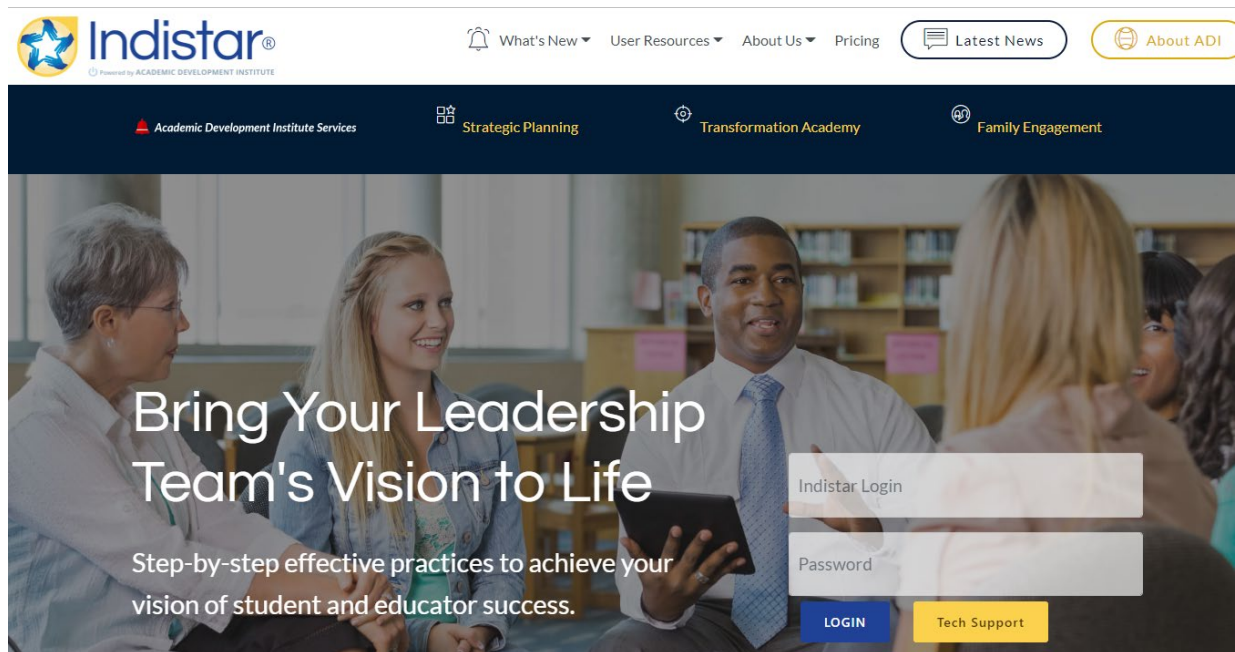 Indistar®
Powered by ACADEMIC DEVELOPMENT INSTITUTE
What's New
User Resources
About Us
Pricing
Latest News
About ADI
Academic Development Institute Services
Strategic Planning
Transformation Academy
Family Engagement
Bring Your Leadership
Team's Vision to Life
Step-by-step effective practices to achieve your
vision of student and educator success.
Indistar Login
Password
LOGIN
Tech Support